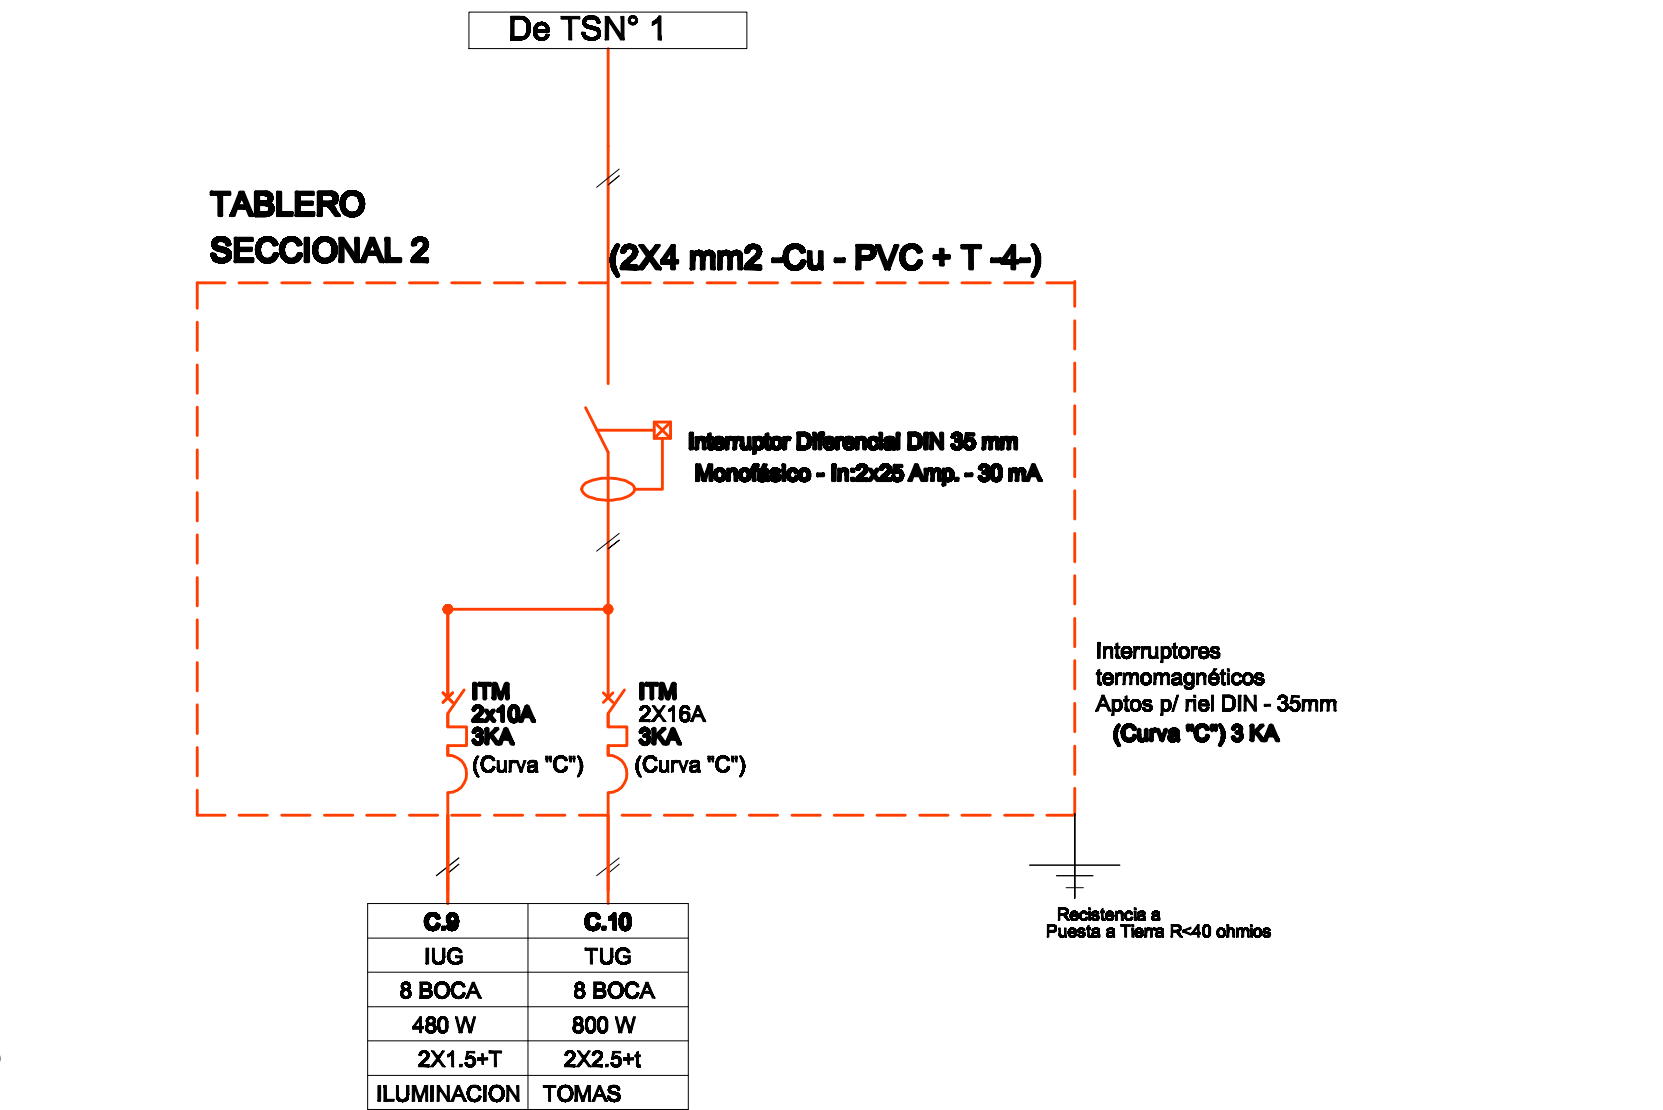 De TSN° 1
TABLERO
SECCIONAL 2
(2X4 mm2 -Cu - PVC + T -4-)
Interruptor Diferencial DIN 35 mm
Monofásico - In:2x25 Amp. - 30 mA
ITM
2x10A
3KA
(Curva "C")
ITM
2X16A
3KA
(Curva "C")
Interruptores
termomagnéticos
Aptos p/ riel DIN - 35mm
(Curva "C") 3 KA
Recistencia a
Puesta a Tierra R<40 ohmios
C.9 C.10
IUG TUG
8 BOCA 8 BOCA
480 W 800 W
2X1.5+T 2X2.5+t
ILUMINACION TOMAS